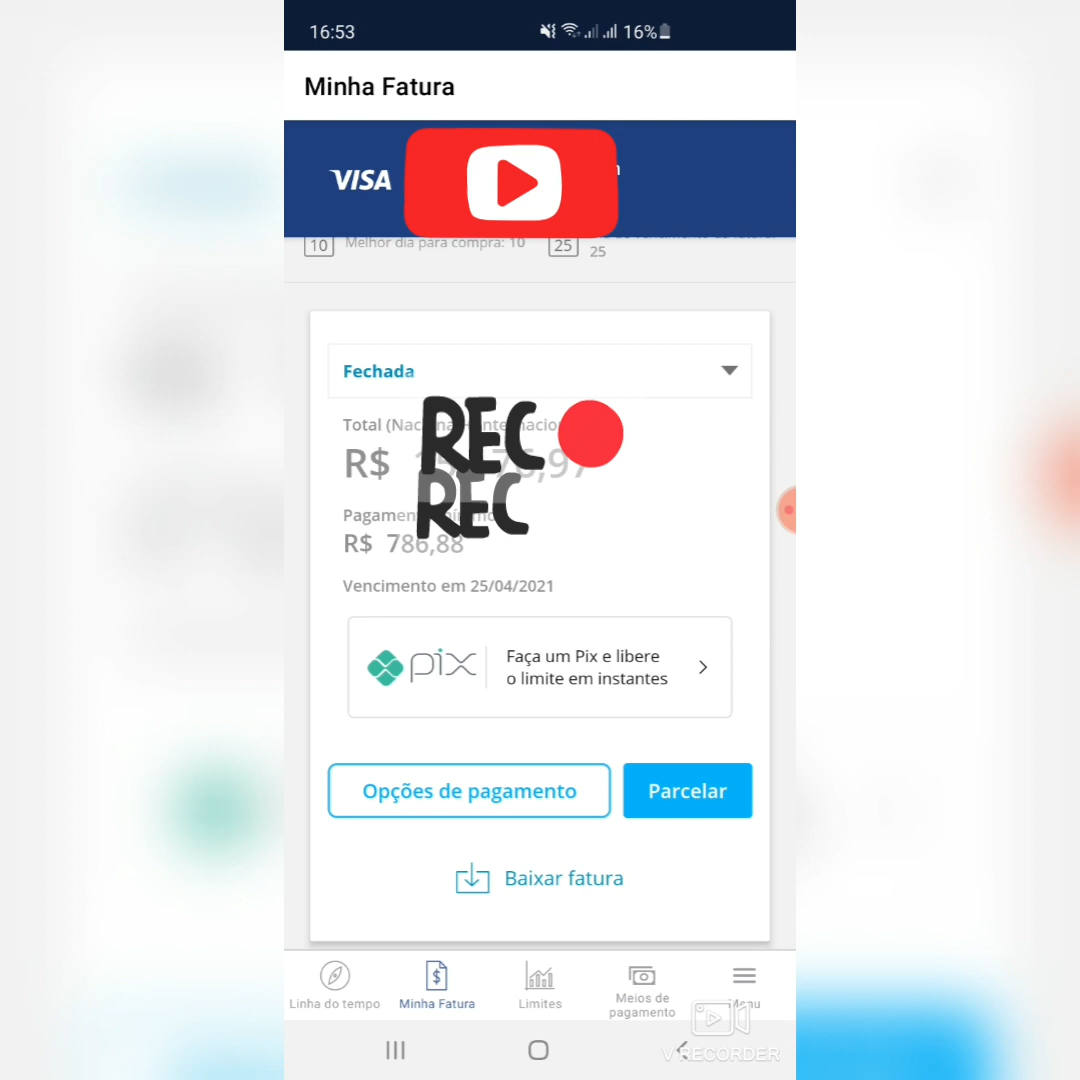 16:53
16%
Minha Fatura
VISA
10 Melhor dia para compra: 10
25
25
Fechada
Total
REC
R$
REC
R$ 786,88
Vencimento em 25/04/2021
pix
Faça um Pix e libere
o limite em instantes
Opções de pagamento
Parcelar
Baixar fatura
Linha do tempo
Minha Fatura
Limites
Meios de
pagamento
Menu
V RECORDER